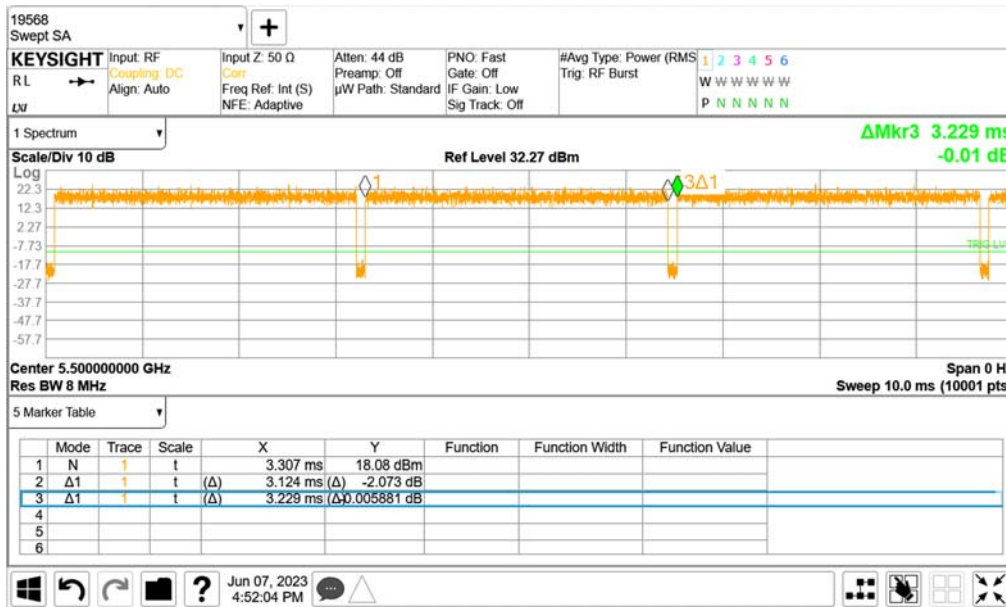 19568
Swept SA
KEYSIGHT
R L
LXI
Input: RF
Coupling: DC
Align: Auto
Input Z: 50 Ω
Corr
Freq Ref: Int (S)
NFE: Adaptive
Atten: 44 dB
Preamp: Off
µW Path: Standard
PNO: Fast
Gate: Off
IF Gain: Low
Sig Track: Off
#Avg Type: Power (RMS
Trig: RF Burst
1 2 3 4 5 6
W W W W W W
P N N N N N
1 Spectrum
ΔMkr3 3.229 ms
-0.01 dB
Scale/Div 10 dB
Ref Level 32.27 dBm
Log
22.3
12.3
2.27
-7.73
-17.7
-27.7
-37.7
-47.7
-57.7
1
3Δ1
TRIG LV
Center 5.500000000 GHz
Span 0 H
Res BW 8 MHz
Sweep 10.0 ms (10001 pts
5 Marker Table
Mode Trace Scale X Y Function Function Width Function Value
1 N 1 t 3.307 ms 18.08 dBm
2 Δ1 1 t (Δ) 3.124 ms (Δ) -2.073 dB
3 Δ1 1 t (Δ) 3.229 ms (Δ)-0.005881 dB
4
5
6
?
Jun 07, 2023
4:52:04 PM